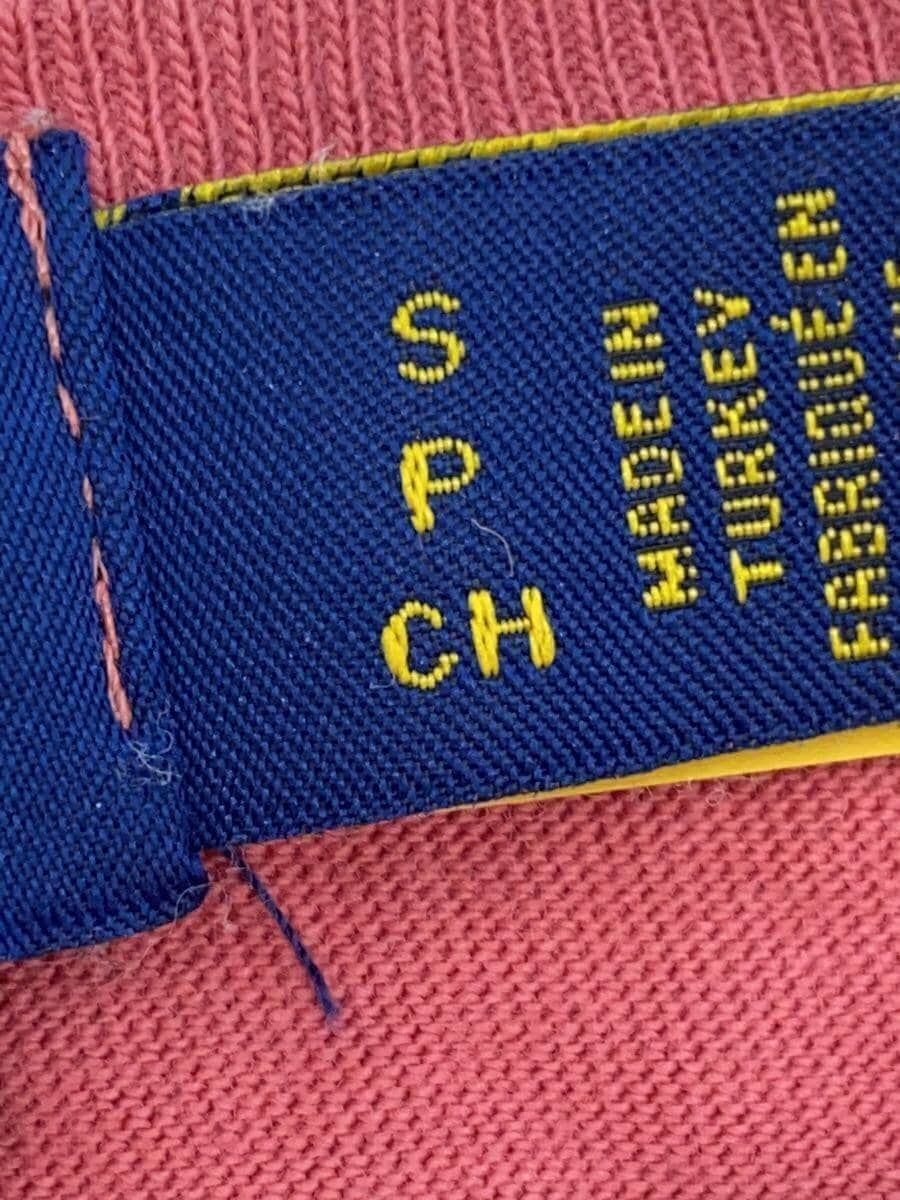 S
P
CH
MADE IN
TURKEY
FABRIQUÉ EN